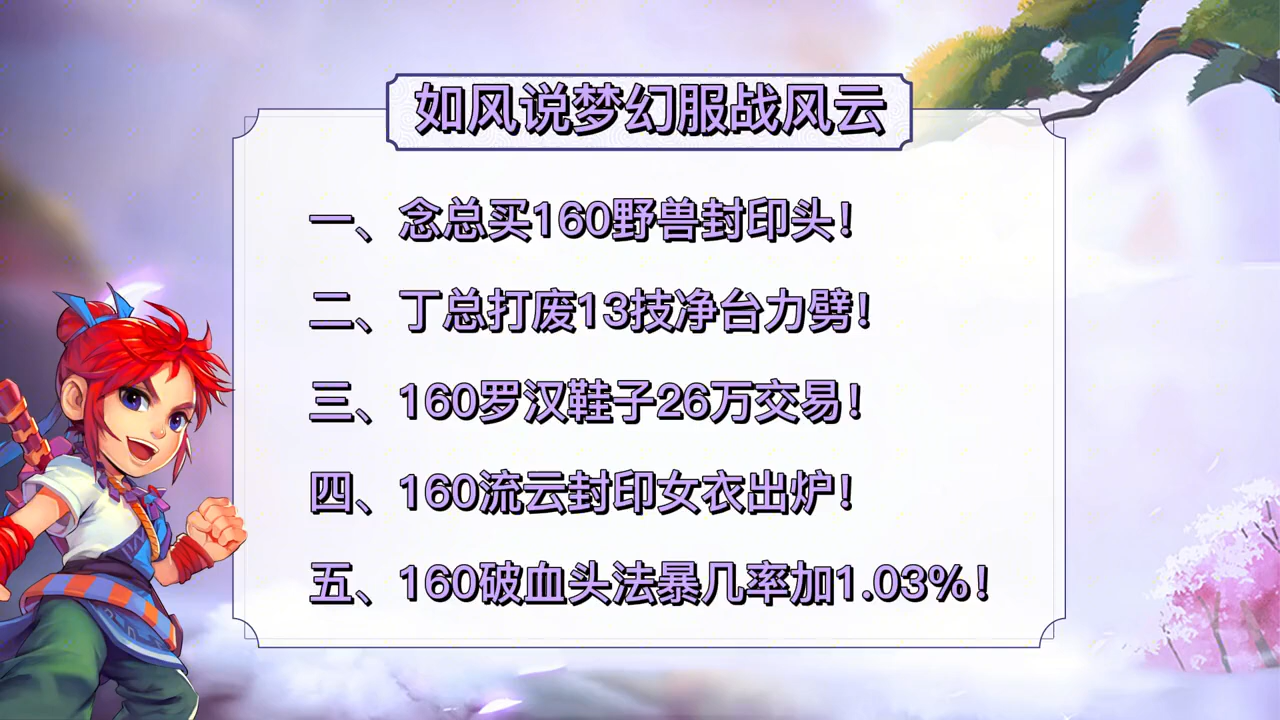 如风说梦幻服战风云
一、念总买160野兽封印头！
二、丁总打废13技净台力劈！
三、160罗汉鞋子26万交易！
四、160流云封印女衣出炉！
五、160破血头法暴几率加1.03%！